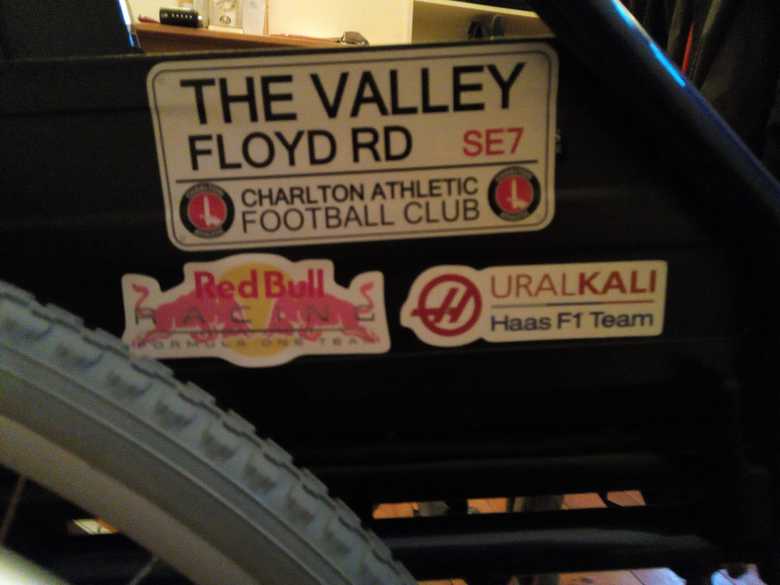 THE VALLEY
FLOYD RD SE7
CHARLTON ATHLETIC
FOOTBALL CLUB
Red Bull
RACING
FORMULA ONE TEAM
URALKALI
Haas F1 Team